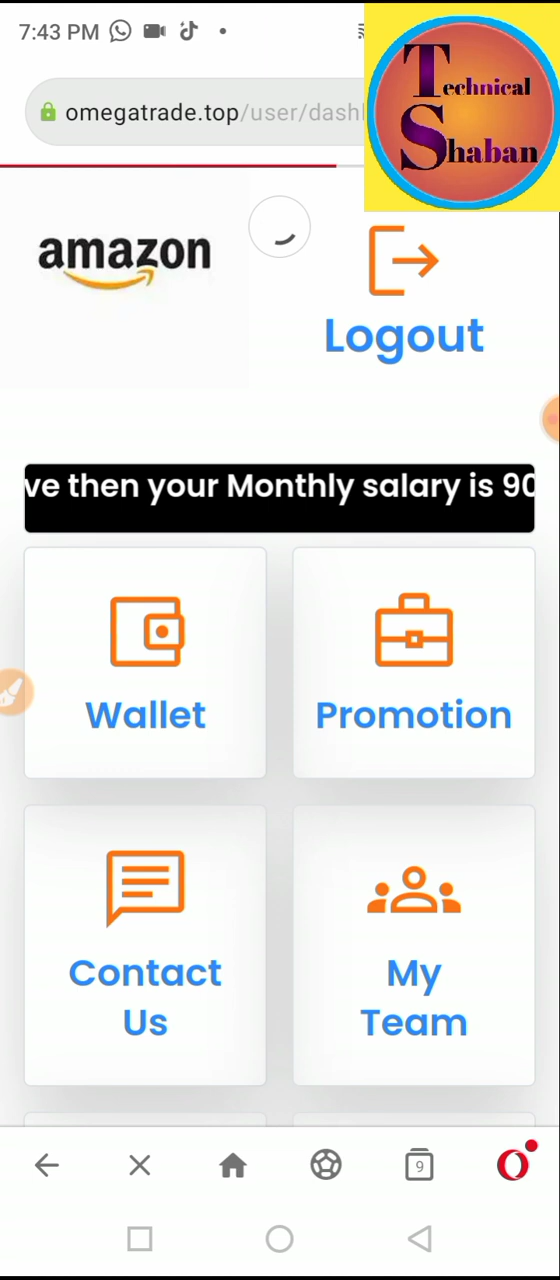 7:43 PM
omegatrade.top/user/dashl
Technical
Shaban
amazon
Logout
ve then your Monthly salary is 90
Wallet
Promotion
Contact
Us
My
Team
9